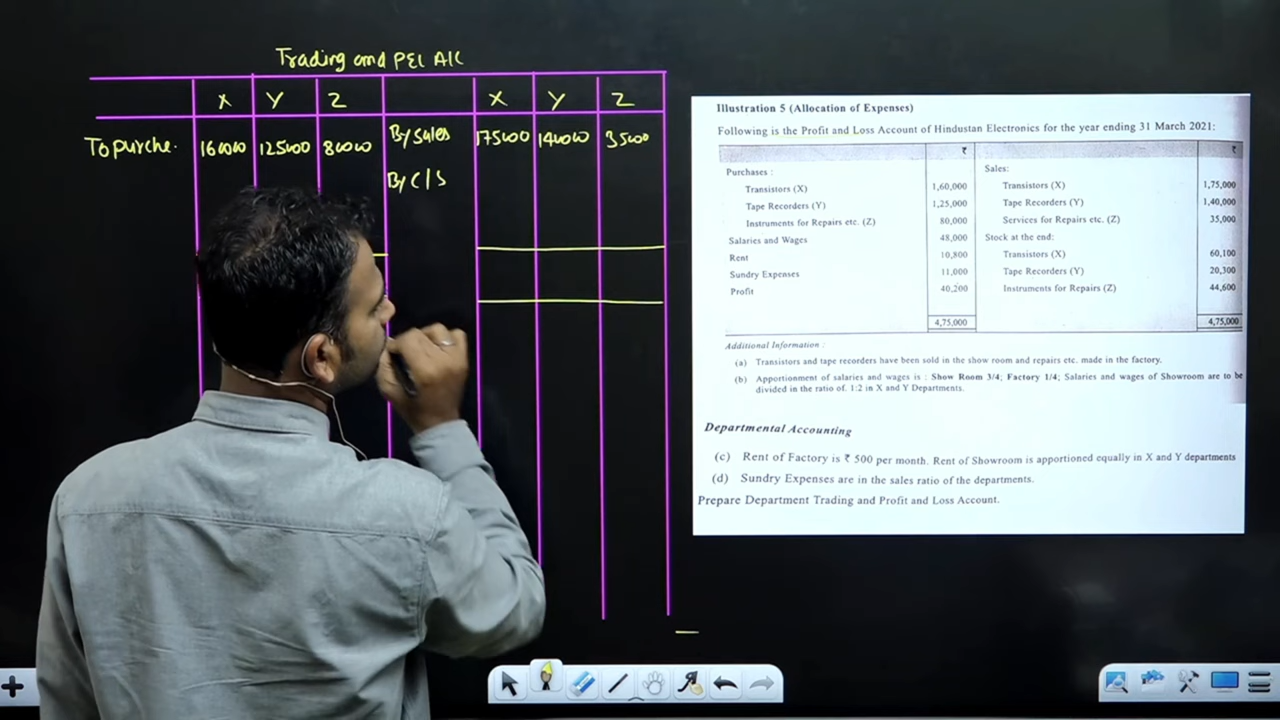 Trading and P&L A/C
X Y Z X Y Z
To purche. 160000 125000 80000 By Sales 175000 140000 35000
By C/S
Illustration 5 (Allocation of Expenses)
Following is the Profit and Loss Account of Hindustan Electronics for the year ending 31 March 2021:
₹ ₹
Purchases : Sales:
Transistors (X) 1,60,000 Transistors (X) 1,75,000
Tape Recorders (Y) 1,25,000 Tape Recorders (Y) 1,40,000
Instruments for Repairs etc. (Z) 80,000 Services for Repairs etc. (Z) 35,000
Salaries and Wages 48,000 Stock at the end:
Rent 10,800 Transistors (X) 60,100
Sundry Expenses 11,000 Tape Recorders (Y) 20,300
Profit 40,200 Instruments for Repairs (Z) 44,600
4,75,000 4,75,000
Additional Information :
(a) Transistors and tape recorders have been sold in the show room and repairs etc. made in the factory.
(b) Apportionment of salaries and wages is : Show Room 3/4; Factory 1/4; Salaries and wages of Showroom are to be
divided in the ratio of. 1:2 in X and Y Departments.
Departmental Accounting
(c) Rent of Factory is ₹ 500 per month. Rent of Showroom is apportioned equally in X and Y departments
(d) Sundry Expenses are in the sales ratio of the departments.
Prepare Department Trading and Profit and Loss Account.